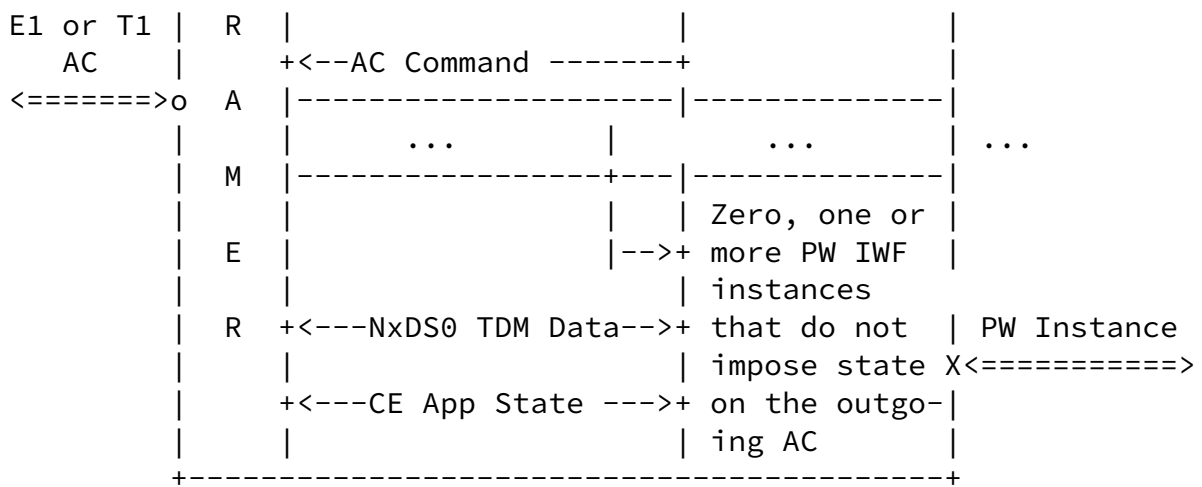 E1 or T1 |  R  |                      |              |
   AC    |     +<--AC Command -------+              |
<=======>o  A  |---------------------|--------------|
         |     |      ...        |        ...       | ...
         |  M  |-----------------+---|--------------|
         |     |                 |   | Zero, one or |
         |  E  |                 |-->+ more PW IWF  |
         |     |                     | instances
         |  R  +<---NxDS0 TDM Data-->+ that do not  | PW Instance
         |     |                     | impose state X<===========>
         |     +<---CE App State --->+ on the outgo-|
         |     |                     | ing AC       |
         +------------------------------------------+